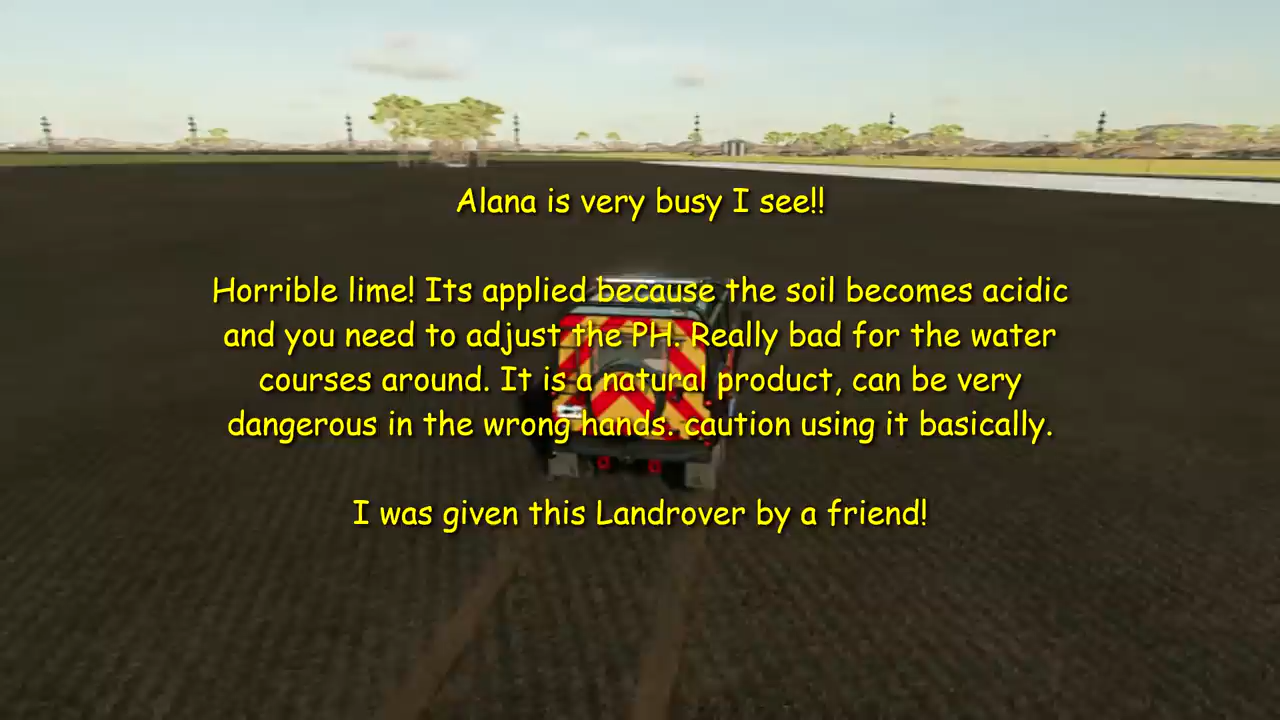 Alana is very busy I see!!
Horrible lime! Its applied because the soil becomes acidic
and you need to adjust the PH. Really bad for the water
courses around. It is a natural product, can be very
dangerous in the wrong hands. caution using it basically.
I was given this Landrover by a friend!